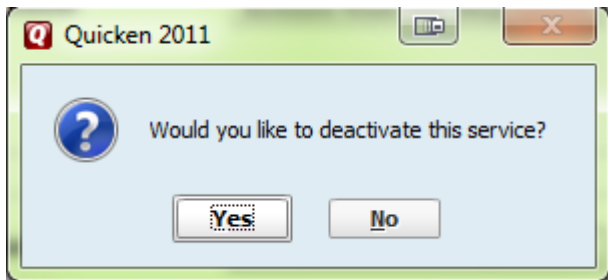 Quicken 2011
Would you like to deactivate this service?
Yes
No